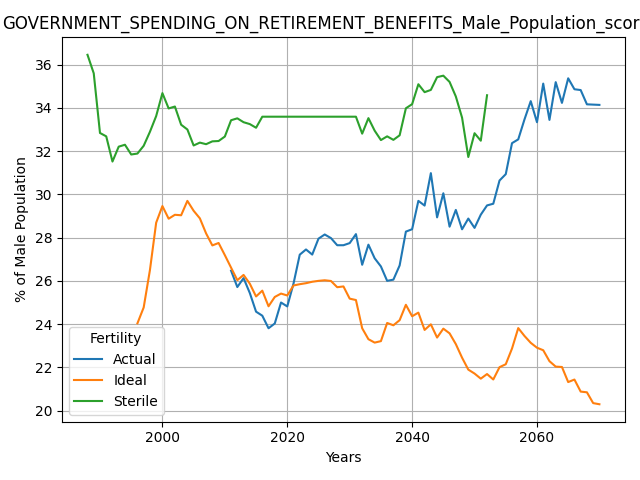 GOVERNMENT_SPENDING_ON_RETIREMENT_BENEFITS_Male_Population_scor
% of Male Population
36
34
32
30
28
26
24
22
20
Fertility
Actual
Ideal
Sterile
2000
2020
2040
2060
Years